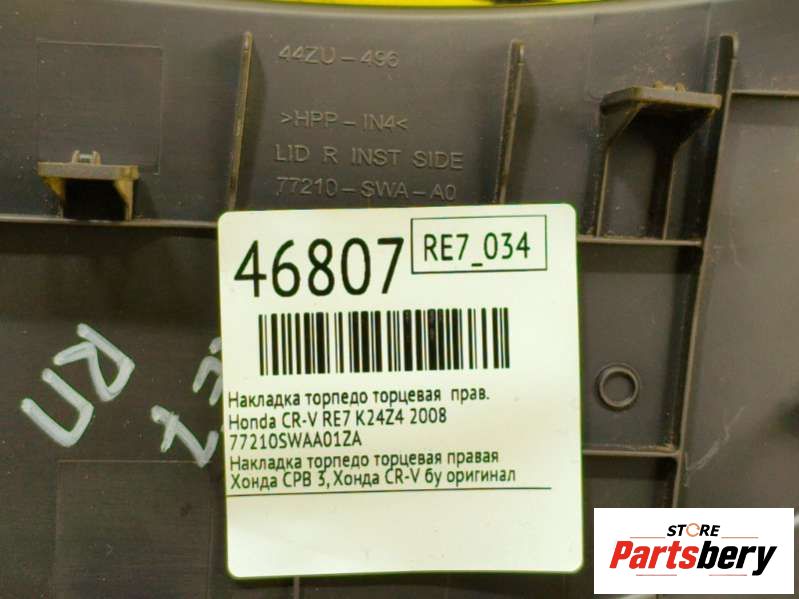 44ZU-496
>HPP-IN4<
LID R INST SIDE
77210-SWA-A0
46807
RE7_034
Накладка торпедо торцевая прав.
Honda CR-V RE7 K24Z4 2008
77210SWAA01ZA
Накладка торпедо торцевая правая
Хонда СРВ 3, Хонда CR-V бу оригинал
RП
STORE
Partsbery